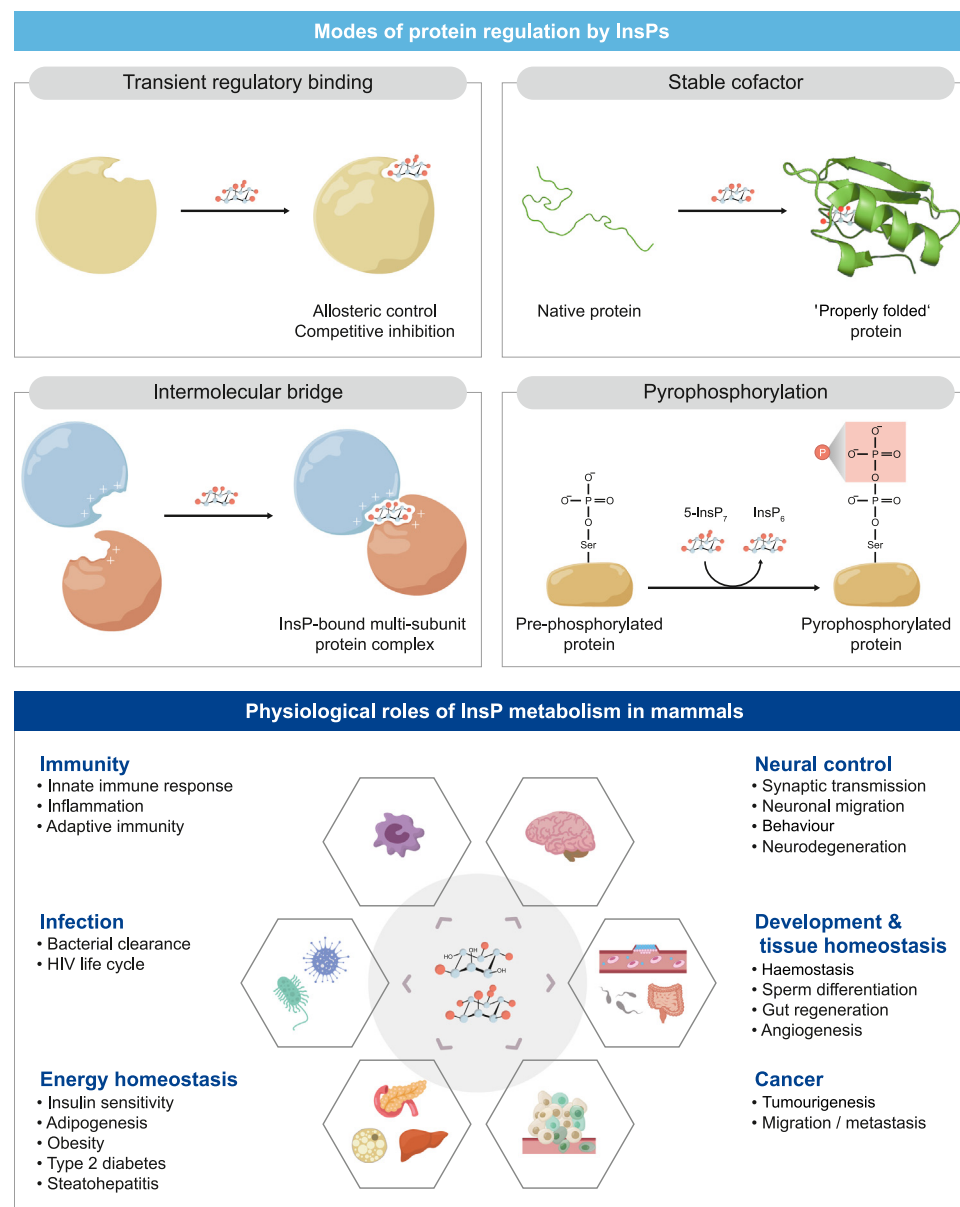 Modes of protein regulation by InsPs
Transient regulatory binding
Allosteric control
Competitive inhibition
Stable cofactor
Native protein
'Properly folded‘
protein
Intermolecular bridge
+ + + +
+ + + +
+ + +
+ + +
InsP-bound multi-subunit
protein complex
Pyrophosphorylation
O⁻
O⁻ — P = O
O
Ser
Pre-phosphorylated
protein
5-InsP₇
InsP₆
P
O⁻
O⁻ — P = O
O
O⁻ — P = O
O
Ser
Pyrophosphorylated
protein
Physiological roles of InsP metabolism in mammals
Immunity
• Innate immune response
• Inflammation
• Adaptive immunity
Neural control
• Synaptic transmission
• Neuronal migration
• Behaviour
• Neurodegeneration
Infection
• Bacterial clearance
• HIV life cycle
HO
OH
OH
Development &
tissue homeostasis
• Haemostasis
• Sperm differentiation
• Gut regeneration
• Angiogenesis
Energy homeostasis
• Insulin sensitivity
• Adipogenesis
• Obesity
• Type 2 diabetes
• Steatohepatitis
Cancer
• Tumourigenesis
• Migration / metastasis